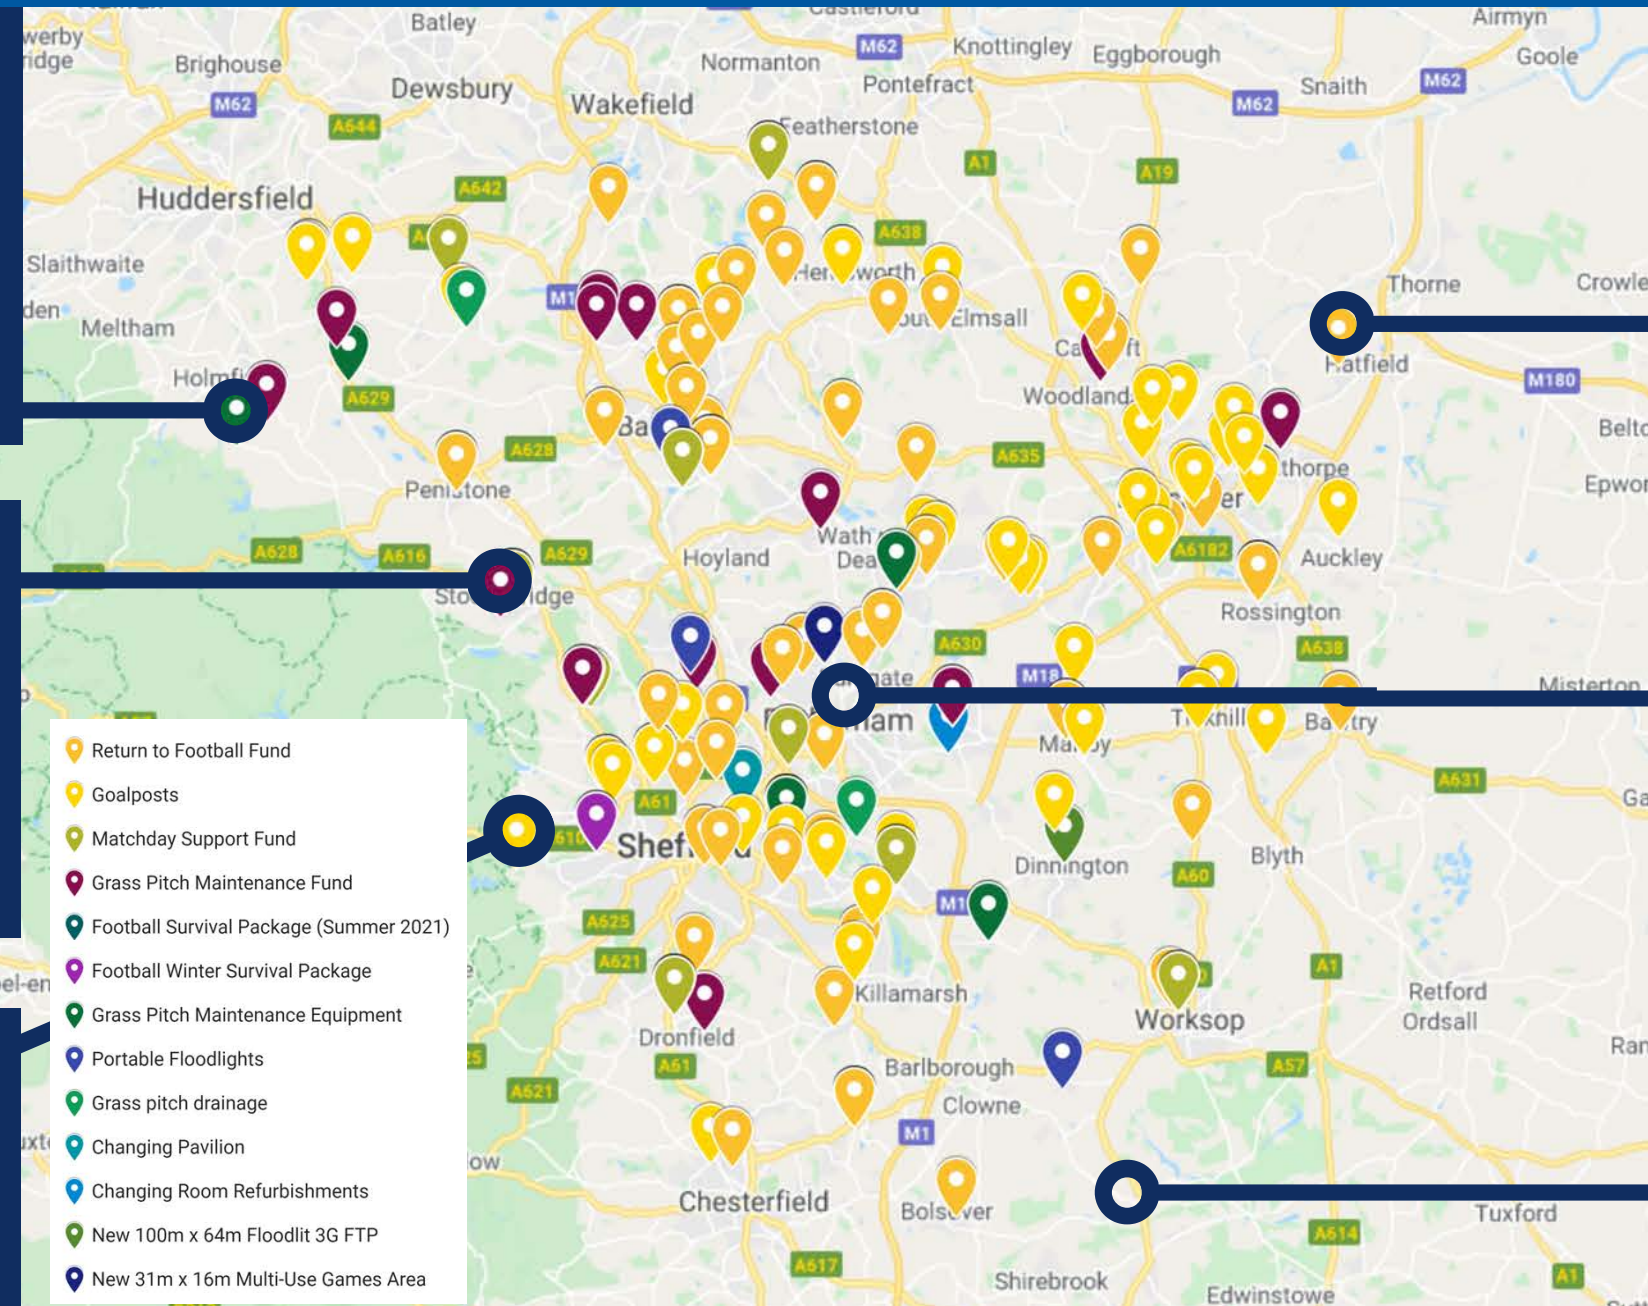 Batley
Airmyn
Knottingley
M62
Eggborough
Goole
Brighouse
Normanton
Dewsbury
Pontefract
Snaith
M62
M62
M62
Wakefield
A644
Featherstone
A1
A19
Huddersfield
A642
A638
Slaithwaite
Thorne
Meltham
Hatfield
M180
Woodland
A629
A628
A635
thorpe
Penistone
Wath
Hoyland
A628
A616
A629
A6182
Auckley
Rossington
A630
A638
M18
Misterton
Return to Football Fund
Goalposts
Matchday Support Fund
Grass Pitch Maintenance Fund
Football Survival Package (Summer 2021)
Football Winter Survival Package
Grass Pitch Maintenance Equipment
Portable Floodlights
Grass pitch drainage
Changing Pavilion
Changing Room Refurbishments
New 100m x 64m Floodlit 3G FTP
New 31m x 16m Multi-Use Games Area
A631
A61
Dinnington
Blyth
A60
A625
A621
A1
Killamarsh
Retford
Ordsall
Worksop
Dronfield
A61
Barlborough
A57
A621
Clowne
M1
Chesterfield
Tuxford
A614
A617
Shirebrook
A1
Edwinstowe